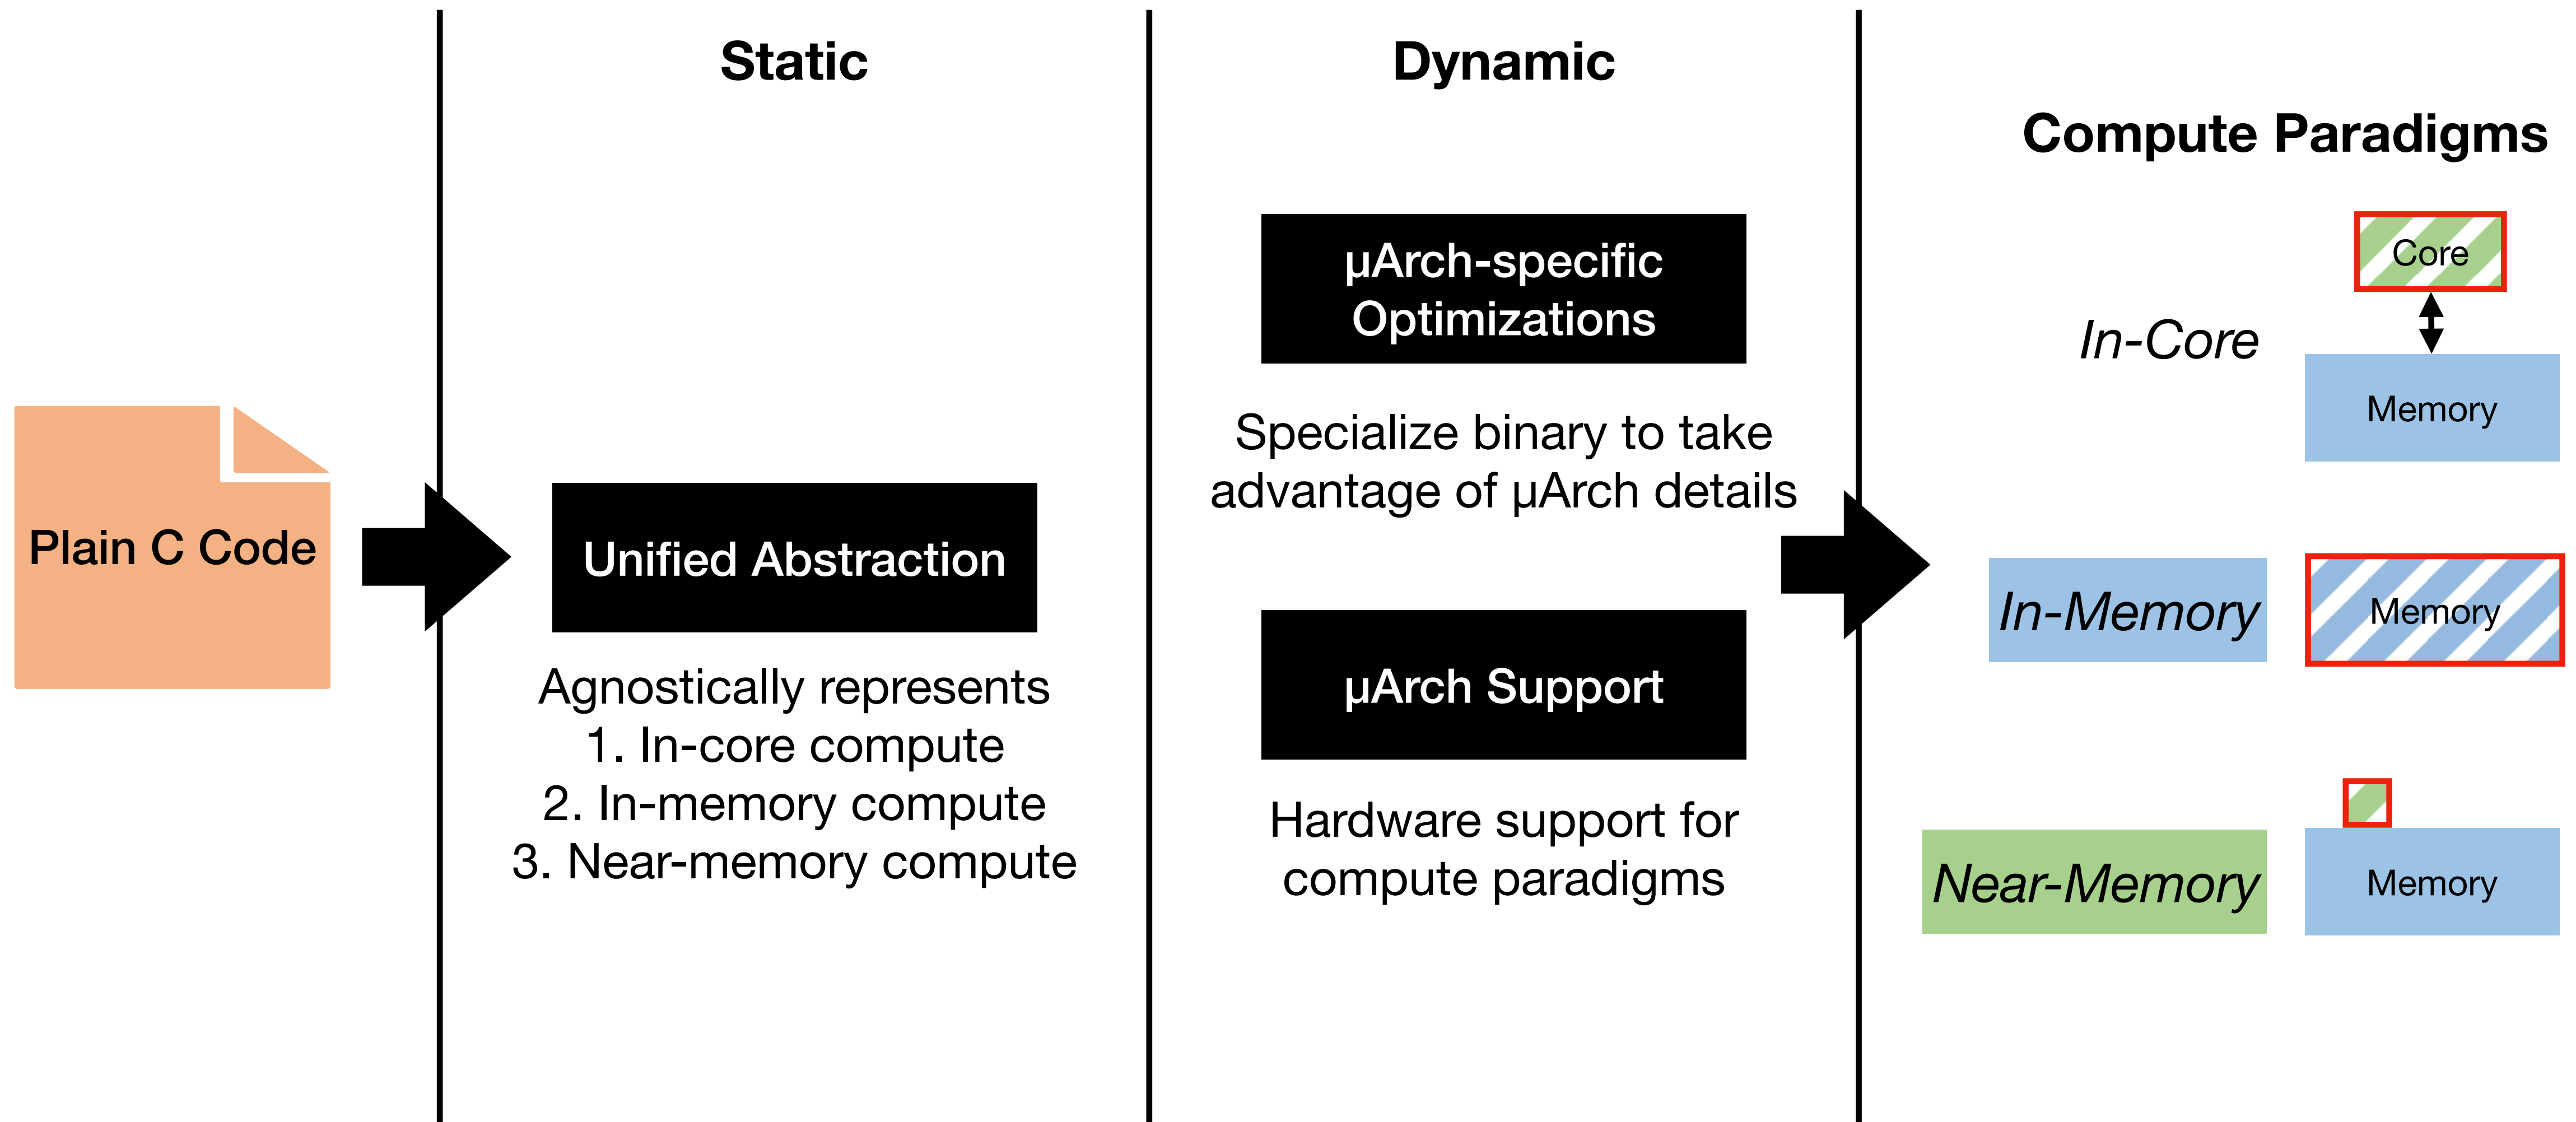 Static
Dynamic
Compute Paradigms
Plain C Code
Unified Abstraction
Agnostically represents
1. In-core compute
2. In-memory compute
3. Near-memory compute
µArch-specific
Optimizations
Specialize binary to take
advantage of µArch details
µArch Support
Hardware support for
compute paradigms
In-Core
Core
Memory
In-Memory
Memory
Near-Memory
Memory